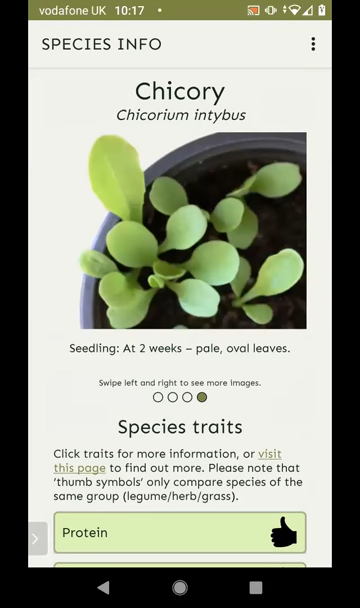 vodafone UK 10:17 •
SPECIES INFO
Chicory
Chicorium intybus
Seedling: At 2 weeks – pale, oval leaves.
Swipe left and right to see more images.
Species traits
Click traits for more information, or visit
this page to find out more. Please note that
‘thumb symbols’ only compare species of the
same group (legume/herb/grass).
Protein